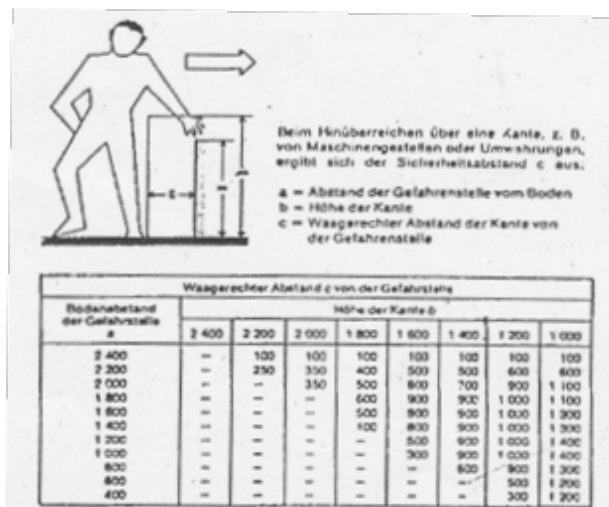 Beim Hinüberreichen über eine Kante, z. B.
von Maschinengestellen oder Umwehrungen,
ergibt sich der Sicherheitsabstand c aus:
a = Abstand der Gefahrenstelle vom Boden
b = Höhe der Kante
c = Waagerechter Abstand der Kante von
der Gefahrenstelle
Waagerechter Abstand c von der Gefahrstelle
Bodenabstand der Gefahrstelle a
Höhe der Kante b
2 400 2 200 2 000 1 800 1 600 1 400 1 200 1 000
2 400 – 100 100 100 100 100 100 100
2 200 – 250 350 400 500 500 600 600
2 000 – – 350 500 600 700 900 1 100
1 800 – – – 600 900 900 1 000 1 100
1 600 – – – 500 900 900 1 000 1 300
1 400 – – – 100 800 900 1 000 1 300
1 200 – – – – 500 900 1 000 1 400
1 000 – – – – 300 900 1 000 1 400
800 – – – – – 600 900 1 300
600 – – – – – – 500 1 200
400 – – – – – – 300 1 200